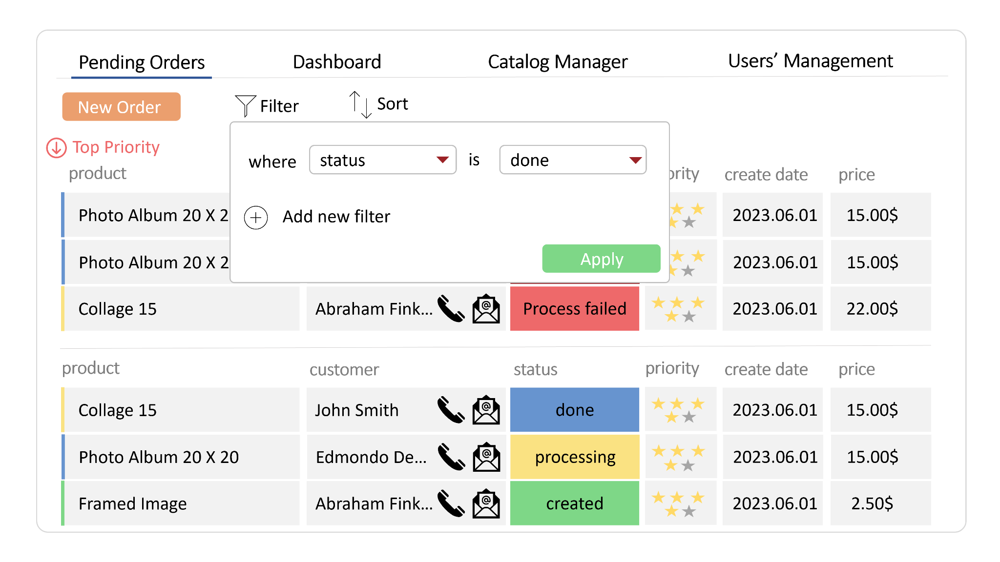 Pending Orders Dashboard Catalog Manager Users’ Management
New Order Filter Sort
Top Priority
where status is done
product create date price
Photo Album 20 X 2 2023.06.01 15.00$
Add new filter
Photo Album 20 X 2 Apply 2023.06.01 15.00$
Collage 15 Abraham Fink... @ Process failed 2023.06.01 22.00$
product customer status priority create date price
Collage 15 John Smith @ done 2023.06.01 15.00$
Photo Album 20 X 20 Edmondo De... @ processing 2023.06.01 15.00$
Framed Image Abraham Fink... @ created 2023.06.01 2.50$